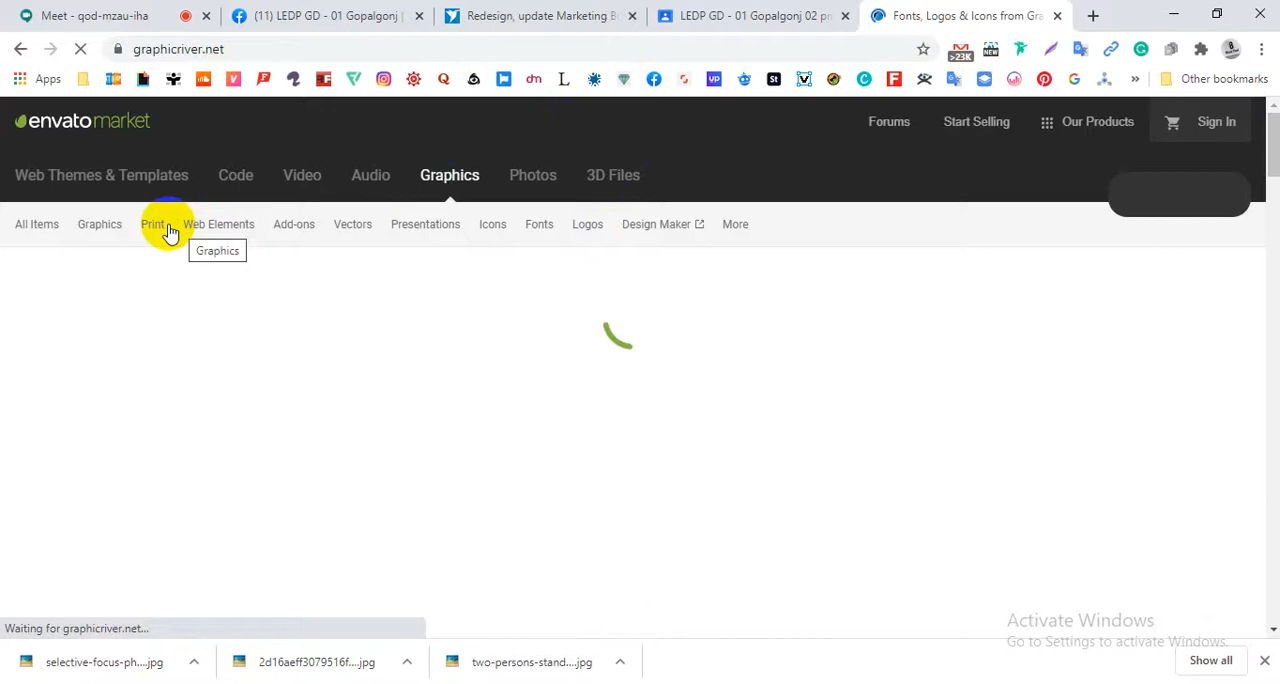 Meet - qod-mzau-iha
(11) LEDP GD - 01 Gopalgonj |
Redesign, update Marketing B
LEDP GD - 01 Gopalgonj 02 p
Fonts, Logos & Icons from Gra
graphicriver.net
>23K
NEW
Apps
Other bookmarks
envatomarket
Forums
Start Selling
Our Products
Sign In
Web Themes & Templates
Code
Video
Audio
Graphics
Photos
3D Files
All Items
Graphics
Print
Web Elements
Add-ons
Vectors
Presentations
Icons
Fonts
Logos
Design Maker
More
Graphics
Waiting for graphicriver.net...
Activate Windows
Go to Settings to activate Windows.
selective-focus-ph....jpg
2d16aeff3079516f....jpg
two-persons-stand....jpg
Show all